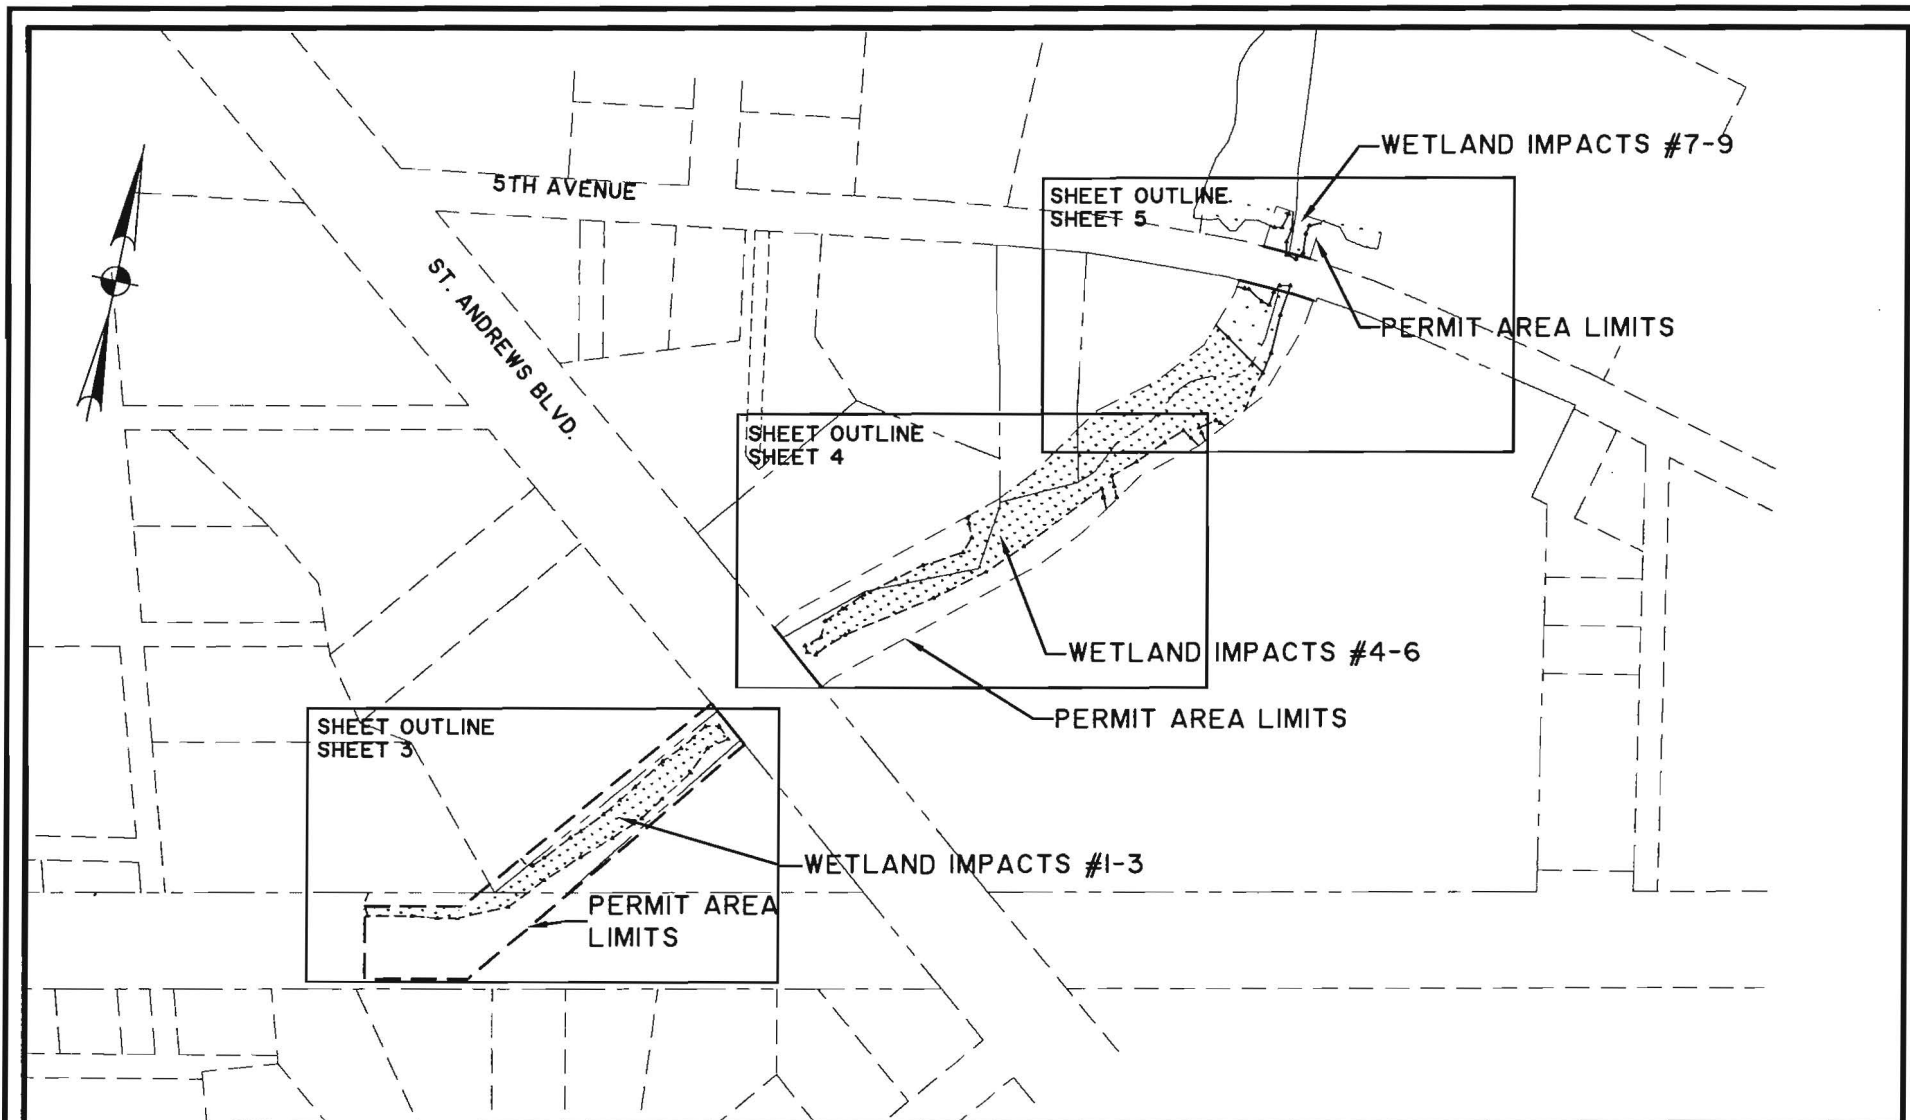 WETLAND IMPACTS #7-9
5TH AVENUE
SHEET OUTLINE
SHEET 5
ST. ANDREWS BLVD.
PERMIT AREA LIMITS
SHEET OUTLINE
SHEET 4
WETLAND IMPACTS #4-6
PERMIT AREA LIMITS
SHEET OUTLINE
SHEET 3
WETLAND IMPACTS #1-3
PERMIT AREA
LIMITS